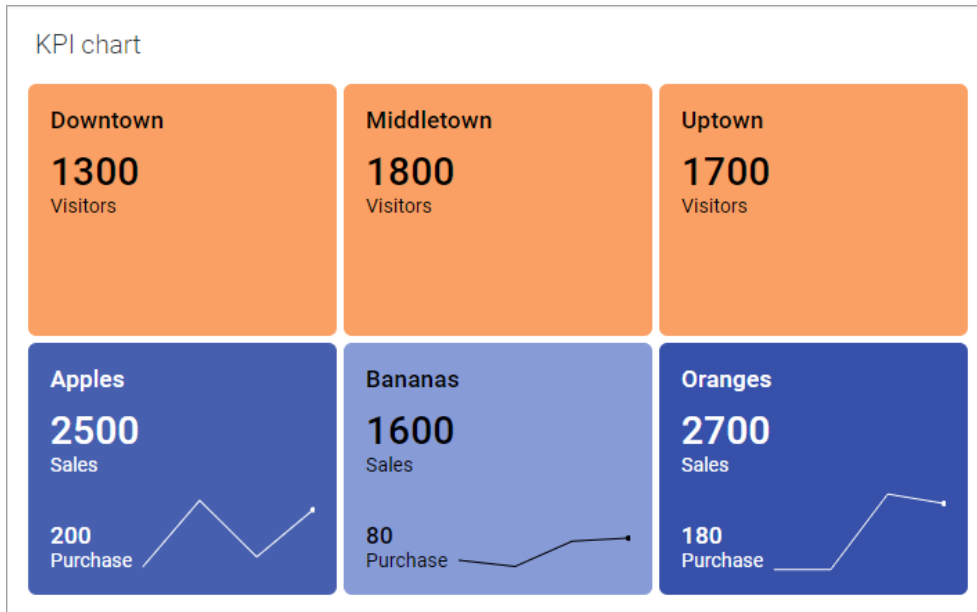 KPI chart
Downtown
1300
Visitors
Middletown
1800
Visitors
Uptown
1700
Visitors
Apples
2500
Sales
200
Purchase
Bananas
1600
Sales
80
Purchase
Oranges
2700
Sales
180
Purchase